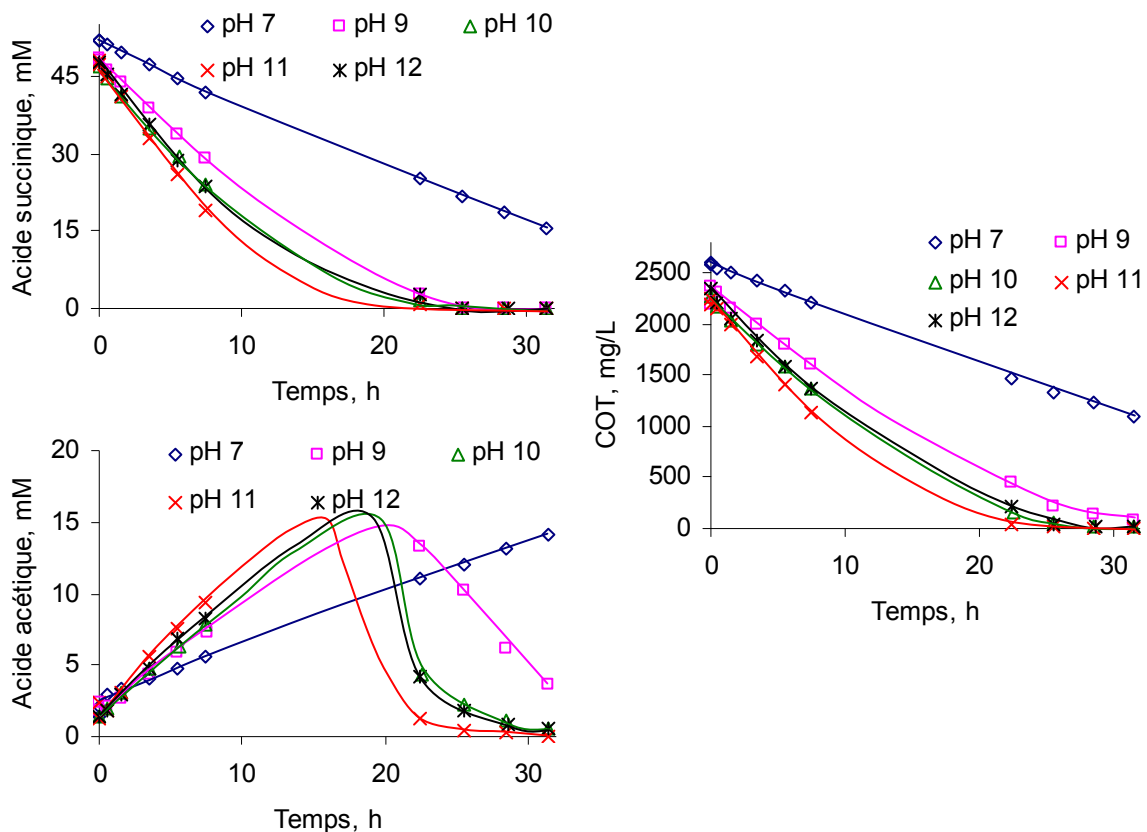 pH 7 pH 9 pH 10
pH 11 pH 12
Acide succinique, mM
45
30
15
0
0 10 20 30
Temps, h
20
15
10
5
0
pH 7 pH 9 pH 10
pH 11 pH 12
Acide acétique, mM
0 10 20 30
Temps, h
pH 7 pH 9
pH 10 pH 11
pH 12
COT, mg/L
2500
2000
1500
1000
500
0
0 10 20 30
Temps, h